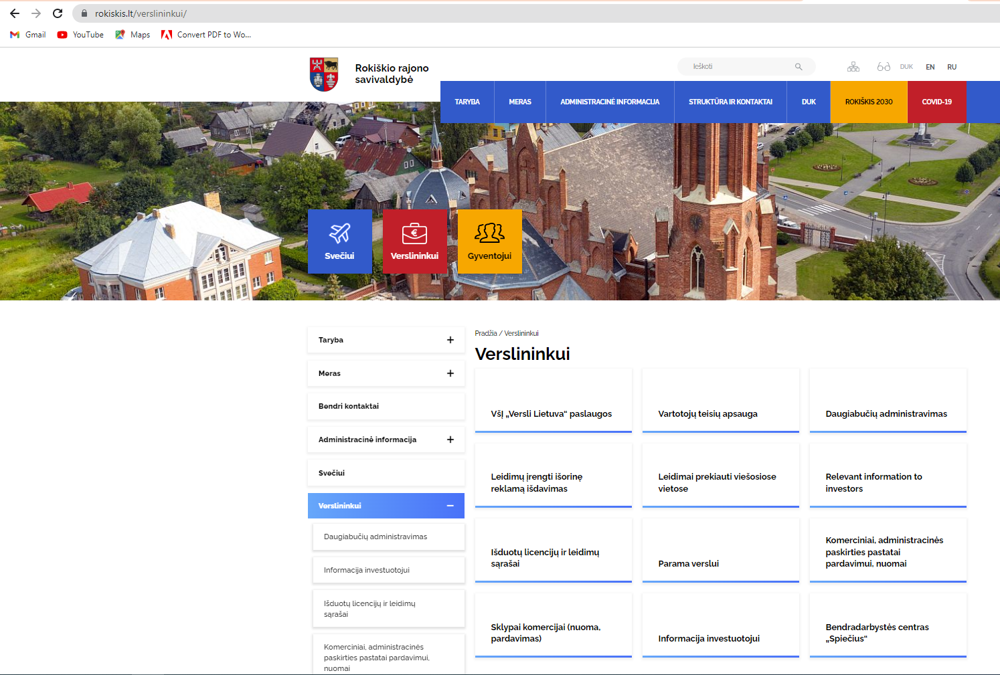 rokiskis.lt/verslininkui/
Gmail
YouTube
Maps
Convert PDF to Wo...
Rokiškio rajono
savivaldybė
Ieškoti
DUK
EN
RU
TARYBA
MERAS
ADMINISTRACINĖ INFORMACIJA
STRUKTŪRA IR KONTAKTAI
DUK
ROKIŠKIS 2030
COVID-19
Svečiui
Verslininkui
Gyventojui
Taryba
Meras
Bendri kontaktai
Administracinė informacija
Svečiui
Verslininkui
Daugiabučių administravimas
Informacija investuotojui
Išduotų licencijų ir leidimų
sąrašai
Komerciniai, administracinės
paskirties pastatai pardavimui,
nuomai
Pradžia / Verslininkui
Verslininkui
VšĮ „Versli Lietuva“ paslaugos
Vartotojų teisių apsauga
Daugiabučių administravimas
Leidimų įrengti išorinę
reklamą išdavimas
Leidimai prekiauti viešosiose
vietose
Relevant information to
investors
Išduotų licencijų ir leidimų
sąrašai
Parama verslui
Komerciniai, administracinės
paskirties pastatai
pardavimui, nuomai
Sklypai komercijai (nuoma,
pardavimas)
Informacija investuotojui
Bendradarbystės centras
„Spiečius“